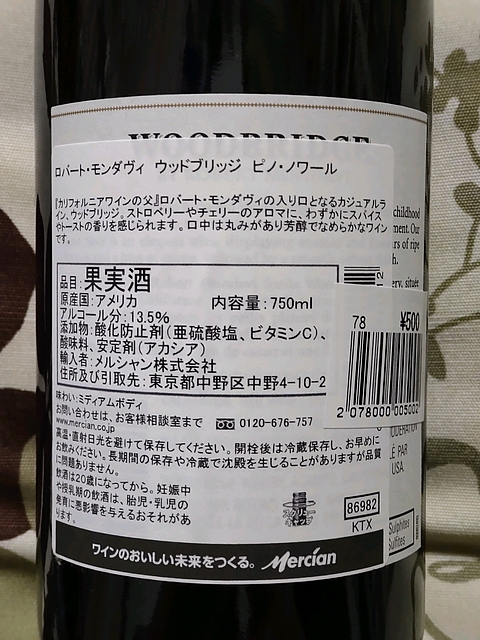 WOODBRIDGE
ロバート・モンダヴィ ウッドブリッジ ピノ・ノワール
『カリフォルニアワインの父』ロバート・モンダヴィの入り口となるカジュアルラ
イン、ウッドブリッジ。ストロベリーやチェリーのアロマに、わずかにスパイス
やトーストの香りを感じられます。口中は丸みがあり芳醇でなめらかなワイン
です。
childhood
ment. Our
rs of ripe
品目:果実酒
原産国:アメリカ 内容量:750ml
アルコール分:13.5%
添加物:酸化防止剤(亜硫酸塩、ビタミンC)、
酸味料、安定剤(アカシア)
輸入者:メルシャン株式会社
住所及び引取先:東京都中野区中野4-10-2
78 ¥500
2 078000 005002
味わい:ミディアムボディ
お問い合わせは、お客様相談室まで 0120-676-757
www.mercian.co.jp
高温・直射日光を避けて保存してください。開栓後は冷蔵保存し、お早めに
お飲みください。長期間の保存や冷蔵で沈殿を生じることがありますが品質
に問題ありません。
飲酒は20歳になってから。妊娠中
や授乳期の飲酒は、胎児・乳児の
発育に悪影響を与えるおそれがあ
ります。
スクリュー
キャップ
86982
KTX
LÉ PAR
USA.
Sulphites
Sulfites
ワインのおいしい未来をつくる。 Mercian